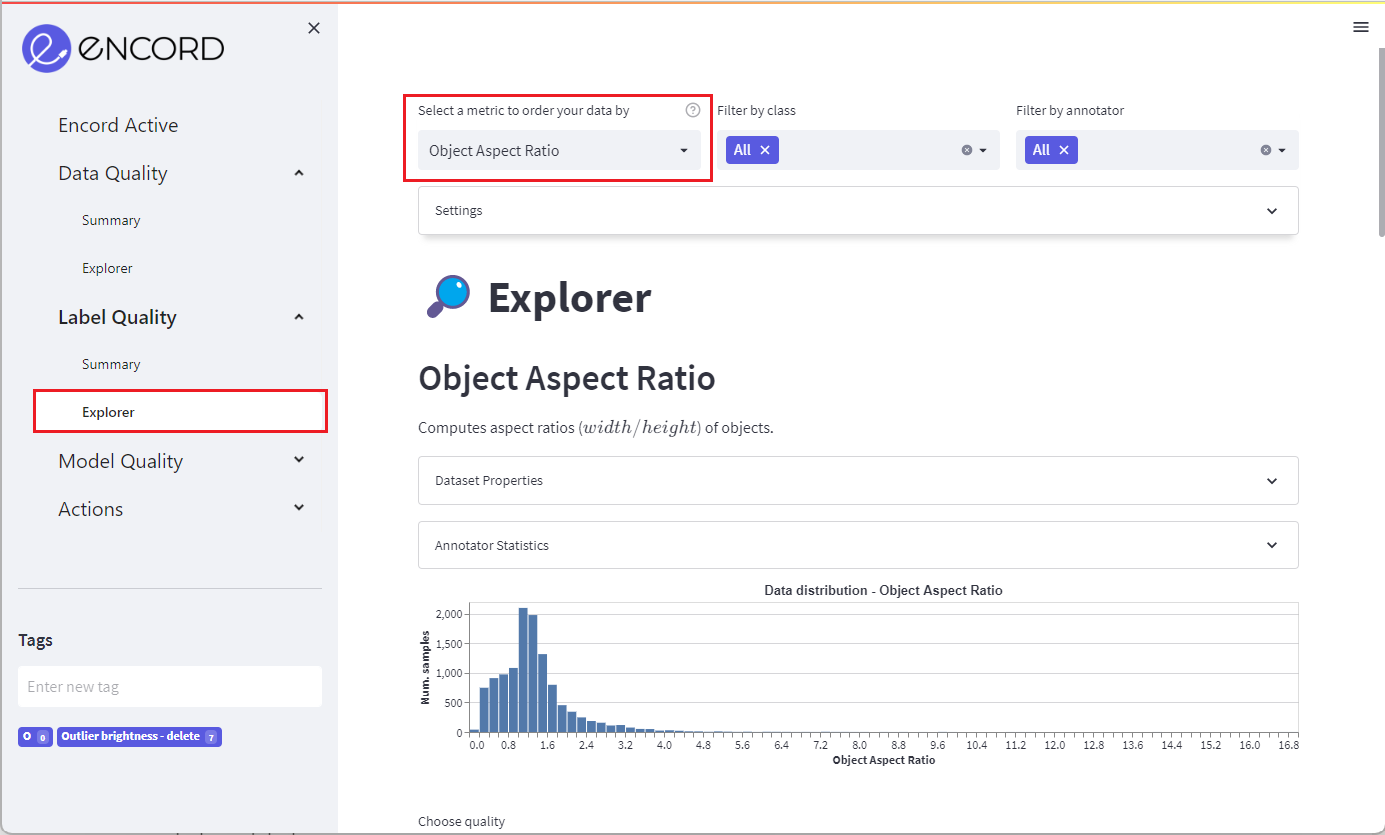 ENCORD
Encord Active
Data Quality
Summary
Explorer
Label Quality
Summary
Explorer
Model Quality
Actions
Tags
Enter new tag
O 0 Outlier brightness - delete 7
Select a metric to order your data by ?
Object Aspect Ratio
Filter by class
All
Filter by annotator
All
Settings
Explorer
Object Aspect Ratio
Computes aspect ratios (width/height) of objects.
Dataset Properties
Annotator Statistics
Data distribution - Object Aspect Ratio
Num. samples
2,000
1,500
1,000
500
0
0.0 0.8 1.6 2.4 3.2 4.0 4.8 5.6 6.4 7.2 8.0 8.8 9.6 10.4 11.2 12.0 12.8 13.6 14.4 15.2 16.0 16.8
Object Aspect Ratio
Choose quality